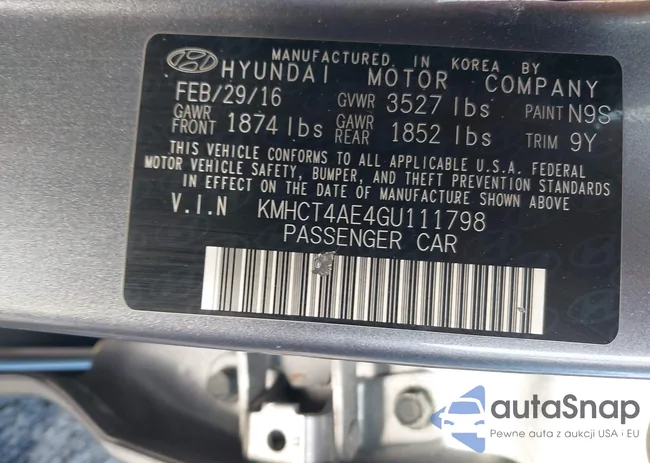 MANUFACTURED IN KOREA BY
HYUNDAI MOTOR COMPANY
FEB/29/16 GVWR 3527 lbs PAINT N9S
GAWR FRONT 1874 lbs GAWR REAR 1852 lbs TRIM 9Y
THIS VEHICLE CONFORMS TO ALL APPLICABLE U.S.A. FEDERAL
MOTOR VEHICLE SAFETY, BUMPER, AND THEFT PREVENTION STANDARDS
IN EFFECT ON THE DATE OF MANUFACTURE SHOWN ABOVE
V.I.N KMHCT4AE4GU111798
PASSENGER CAR
autaSnap
Pewne auta z aukcji USA i EU